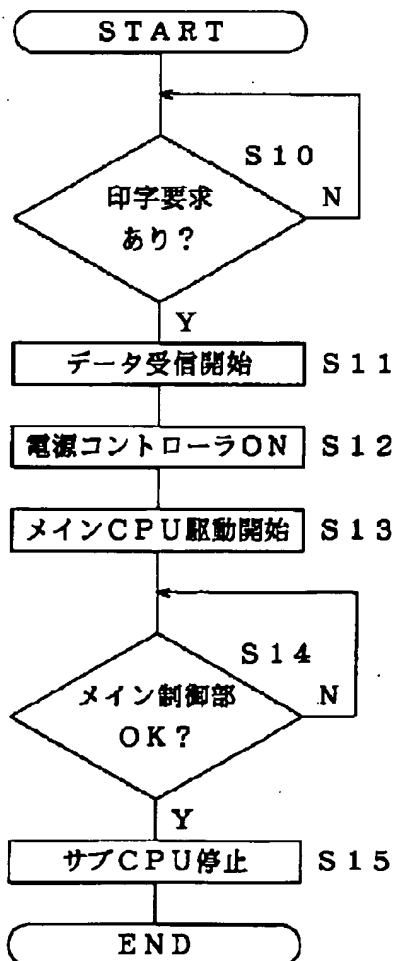 START
S10
印字要求
あり?
N
Y
データ受信開始 S11
電源コントローラON S12
メインCPU駆動開始 S13
S14
メイン制御部
OK?
N
Y
サブCPU停止 S15
END